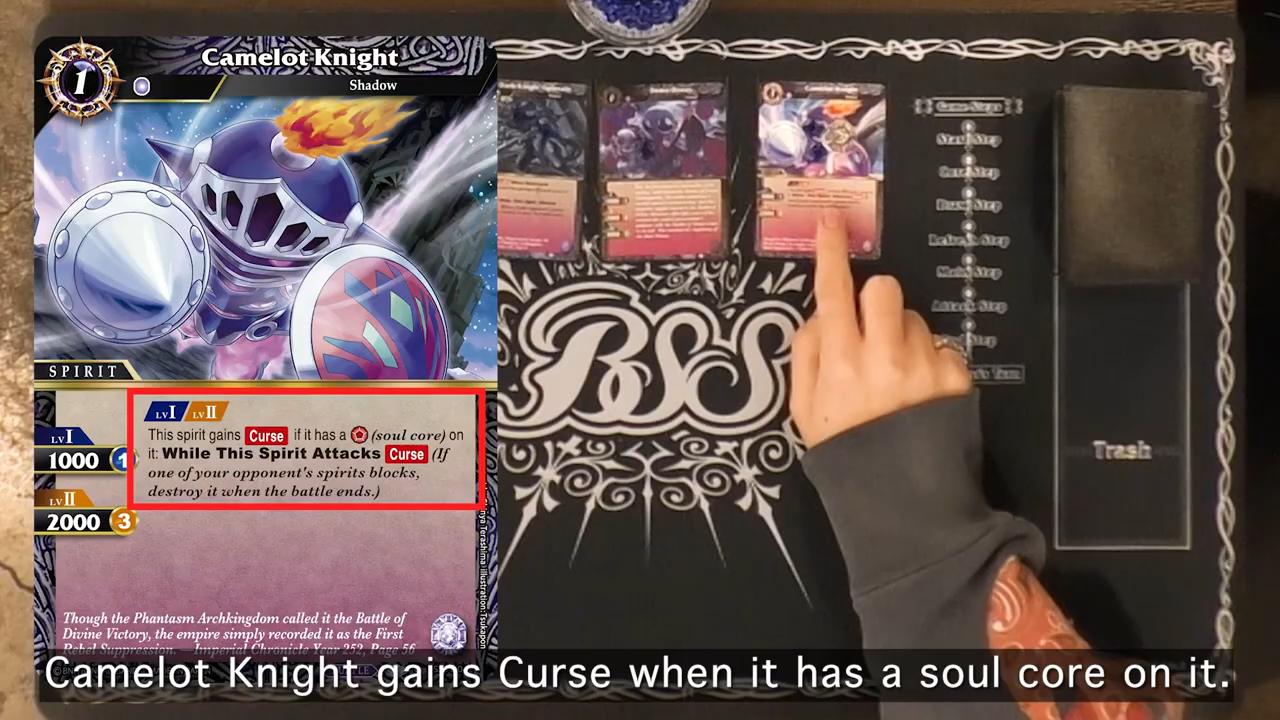 Camelot Knight
1
Shadow
SPIRIT
LV I LV II
This spirit gains Curse if it has a (soul core) on
it: While This Spirit Attacks Curse (If
one of your opponent's spirits blocks,
destroy it when the battle ends.)
LV I
1000 1
LV II
2000 3
Though the Phantasm Archkingdom called it the Battle of
Divine Victory, the empire simply recorded it as the First
Rebel Suppression. —Imperial Chronicle Year 252, Page 56
illustration:Tsukapon
Game Steps
Start Step
Core Step
Draw Step
Refresh Step
Main Step
Attack Step
BSS
Trash
Camelot Knight gains Curse when it has a soul core on it.